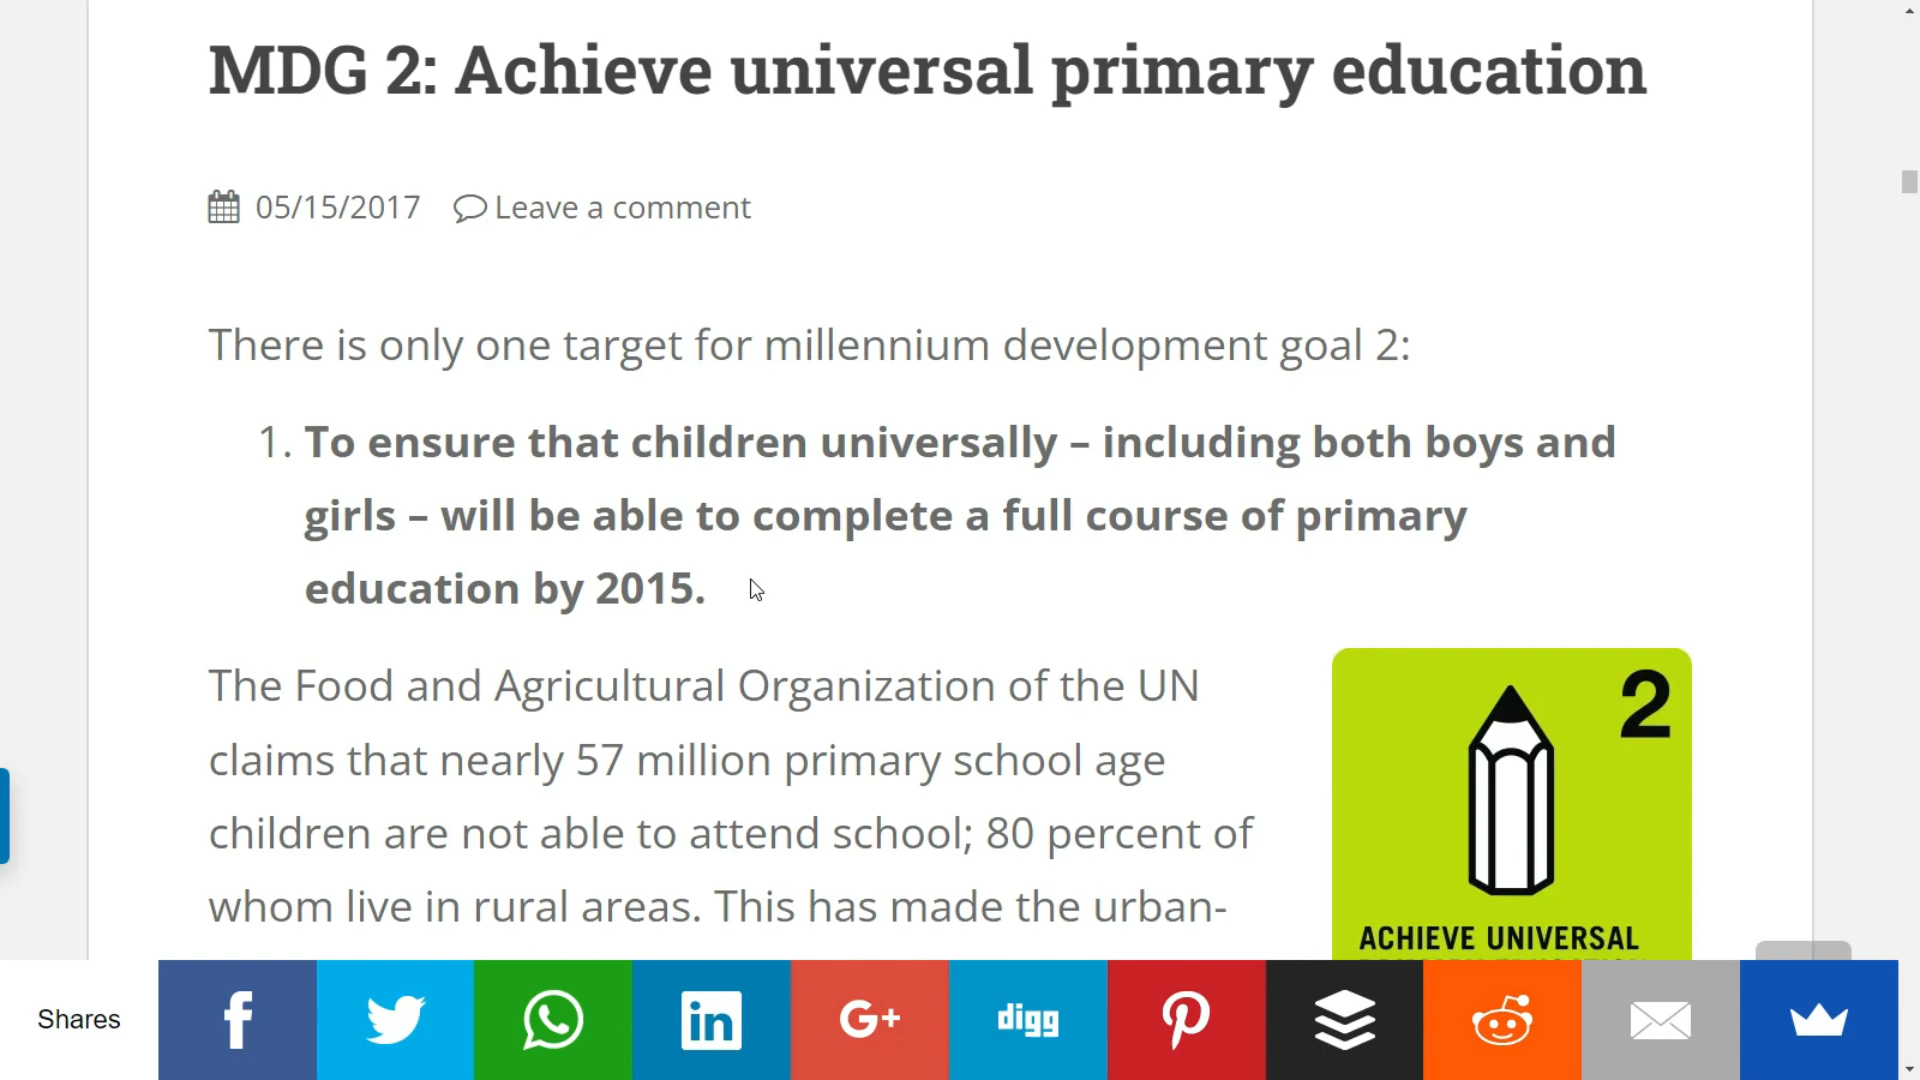 MDG 2: Achieve universal primary education
05/15/2017 Leave a comment
There is only one target for millennium development goal 2:
1. To ensure that children universally – including both boys and
girls – will be able to complete a full course of primary
education by 2015.
The Food and Agricultural Organization of the UN
claims that nearly 57 million primary school age
children are not able to attend school; 80 percent of
whom live in rural areas. This has made the urban-
2
ACHIEVE UNIVERSAL
Shares
f
in
G+
digg